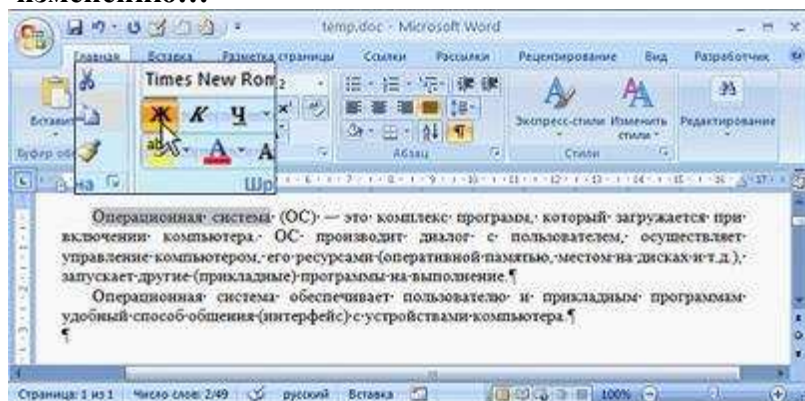 изменению…
temp.doc - Microsoft Word
Главная Вставка Разметка страницы Ссылки Рассылки Рецензирование Вид Разработчик
Times New Rom
Ж К Ч
Экспресс-стили Изменить стили Редактирование
Абзац Стили
Шр
Операционная система (ОС) — это комплекс программ, который загружается при
включении компьютера. ОС производит диалог с пользователем, осуществляет
управление компьютером, его ресурсами (оперативной памятью, местом на дисках и т.д.),
запускает другие (прикладные) программы на выполнение.¶
Операционная система обеспечивает пользователю и прикладным программам
удобный способ общения (интерфейс) с устройствами компьютера.¶
¶
Страница: 1 из 1 Число слов: 2/49 русский Вставка 100%